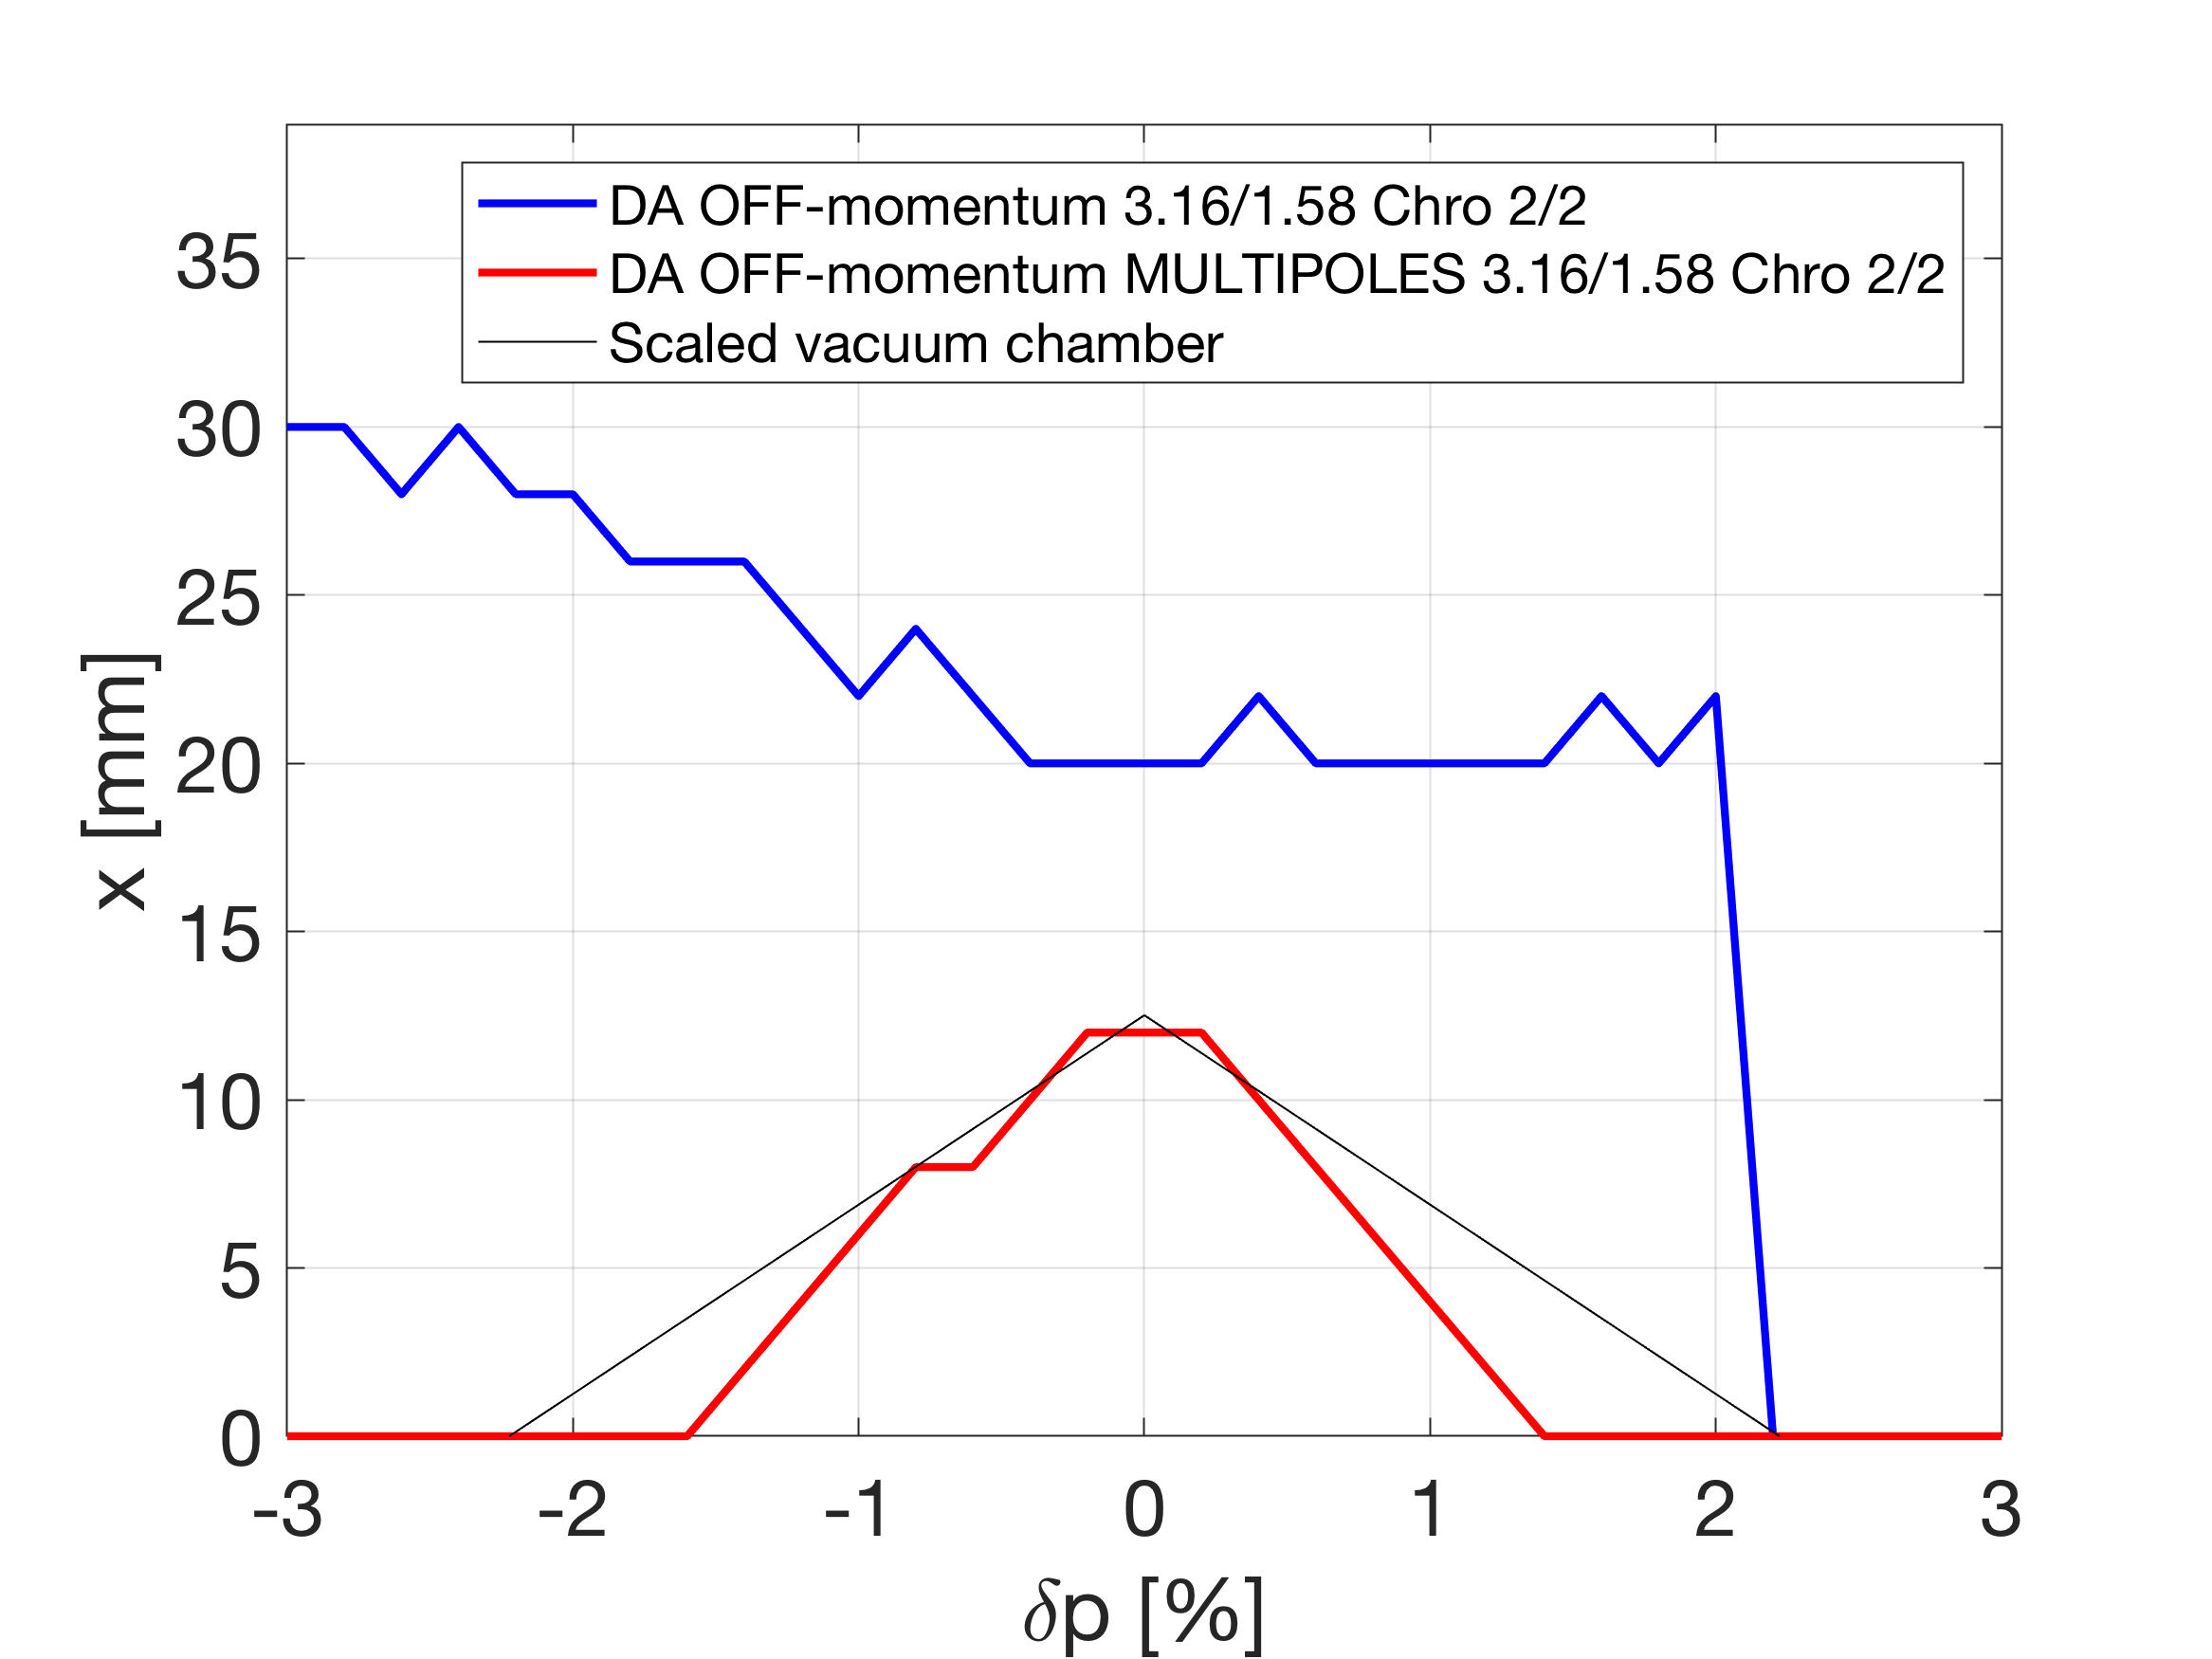 DA OFF-momentum 3.16/1.58 Chro 2/2
DA OFF-momentum MULTIPOLES 3.16/1.58 Chro 2/2
Scaled vacuum chamber
35
30
25
20
15
10
5
0
x [mm]
-3 -2 -1 0 1 2 3
δp [%]